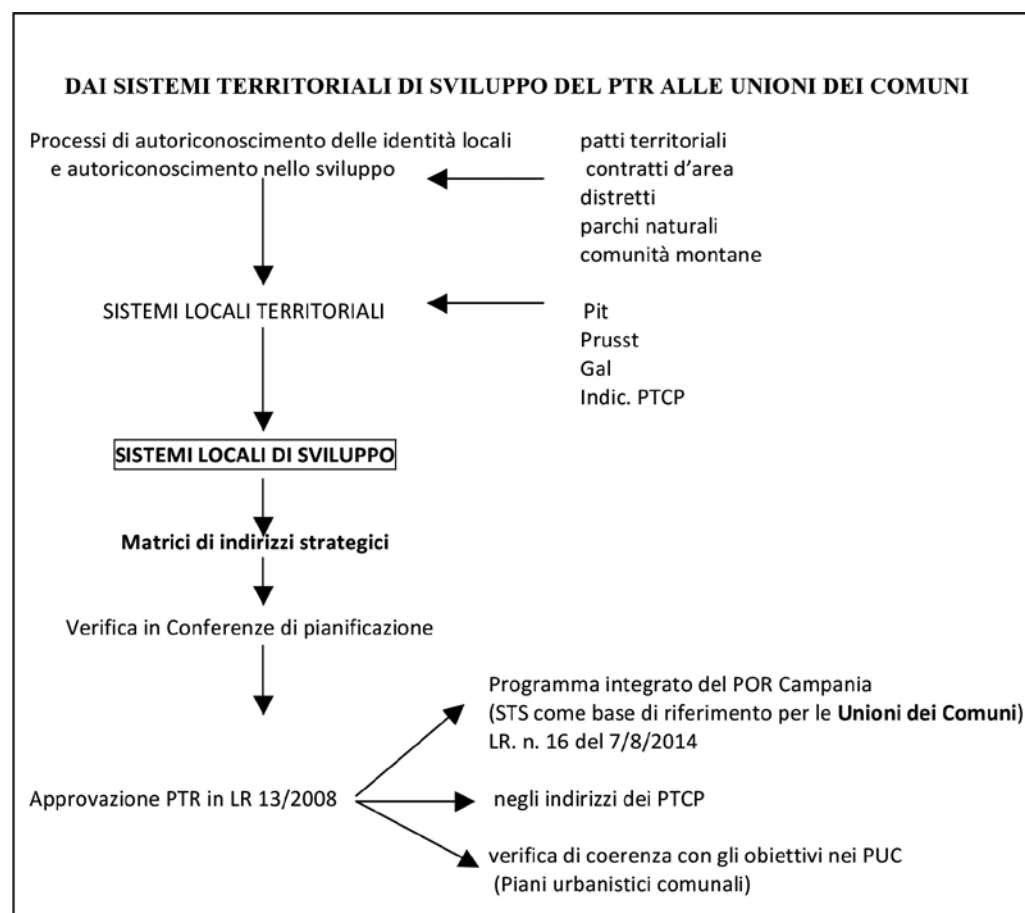 DAI SISTEMI TERRITORIALI DI SVILUPPO DEL PTR ALLE UNIONI DEI COMUNI
Processi di autoriconoscimento delle identità locali
e autoriconoscimento nello sviluppo
patti territoriali
contratti d'area
distretti
parchi naturali
comunità montane
SISTEMI LOCALI TERRITORIALI
Pit
Prusst
Gal
Indic. PTCP
SISTEMI LOCALI DI SVILUPPO
Matrici di indirizzi strategici
Verifica in Conferenze di pianificazione
Programma integrato del POR Campania
(STS come base di riferimento per le Unioni dei Comuni)
LR. n. 16 del 7/8/2014
Approvazione PTR in LR 13/2008
negli indirizzi dei PTCP
verifica di coerenza con gli obiettivi nei PUC
(Piani urbanistici comunali)